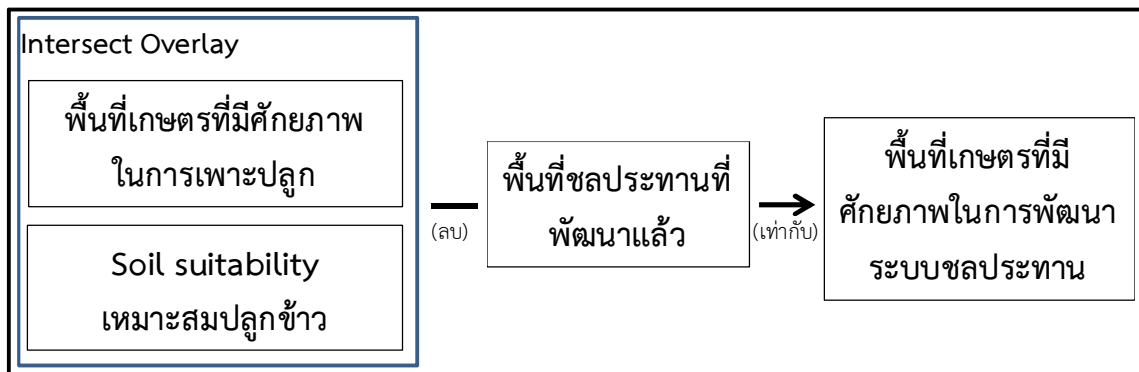 Intersect Overlay
พื้นที่เกษตรที่มีศักยภาพ
ในการเพาะปลูก
Soil suitability
เหมาะสมปลูกข้าว
(ลบ)
พื้นที่ชลประทานที่
พัฒนาแล้ว
(เท่ากับ)
พื้นที่เกษตรที่มี
ศักยภาพในการพัฒนา
ระบบชลประทาน